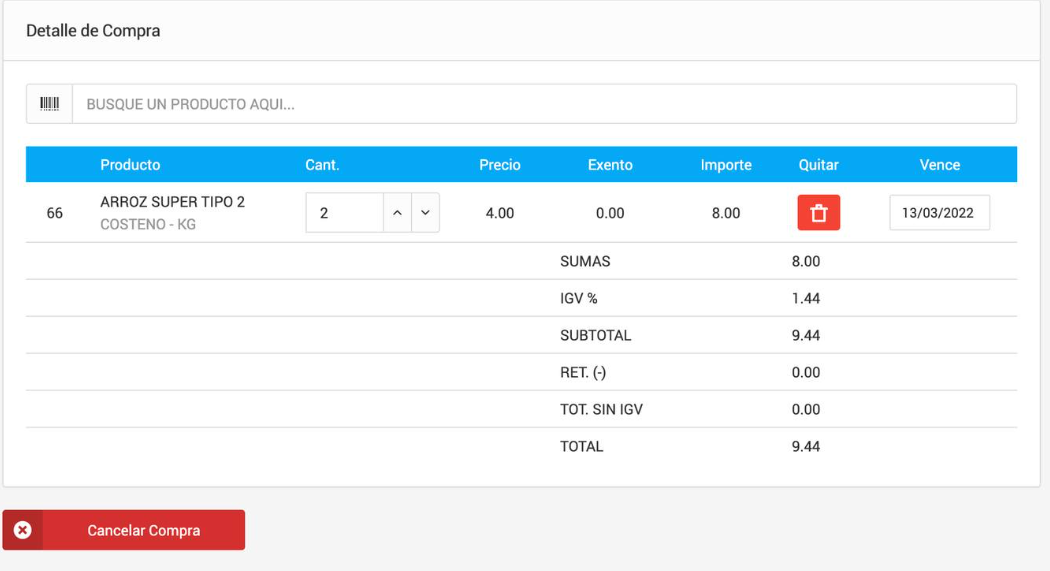 Detalle de Compra
BUSQUE UN PRODUCTO AQUI...
Producto Cant. Precio Exento Importe Quitar Vence
66 ARROZ SUPER TIPO 2 2 4.00 0.00 8.00 13/03/2022
COSTENO - KG
SUMAS 8.00
IGV % 1.44
SUBTOTAL 9.44
RET. (-) 0.00
TOT. SIN IGV 0.00
TOTAL 9.44
Cancelar Compra